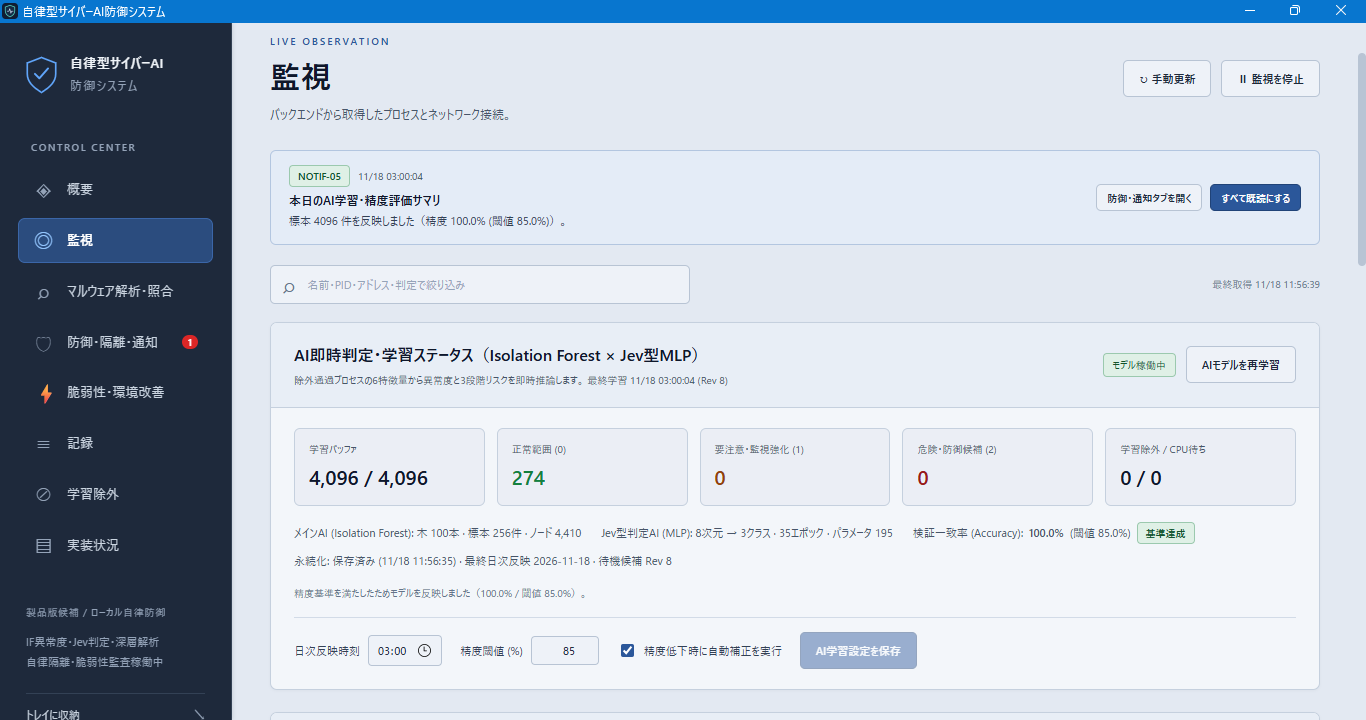 自律型サイバーAI防御システム
自律型サイバーAI
防御システム
CONTROL CENTER
概要
監視
マルウェア解析・照合
防御・隔離・通知
1
脆弱性・環境改善
記録
学習除外
実装状況
製品版候補 / ローカル自律防御
IF異常度・Jev判定・深層解析
自律隔離・脆弱性監査稼働中
トレイに収納
LIVE OBSERVATION
監視
バックエンドから取得したプロセスとネットワーク接続。
手動更新
監視を停止
NOTIF-05 11/18 03:00:04
本日のAI学習・精度評価サマリ
標本 4096 件を反映しました（精度 100.0% (閾値 85.0%)）。
防御・通知タブを開く
すべて既読にする
名前・PID・アドレス・判定で絞り込み
最終取得 11/18 11:56:39
AI即時判定・学習ステータス（Isolation Forest × Jev型MLP）
除外通過プロセスの6特徴量から異常度と3段階リスクを即時推論します。最終学習 11/18 03:00:04 (Rev 8)
モデル稼働中
AIモデルを再学習
学習バッファ
4,096 / 4,096
正常範囲 (0)
274
要注意・監視強化 (1)
0
危険・防御候補 (2)
0
学習除外 / CPU待ち
0 / 0
メインAI (Isolation Forest): 木 100本 · 標本 256件 · ノード 4,410 Jev型判定AI (MLP): 8次元 → 3クラス · 35エポック · パラメータ 195 検証一致率 (Accuracy): 100.0% (閾値 85.0%) 基準達成
永続化: 保存済み (11/18 11:56:35) · 最終日次反映 2026-11-18 · 待機候補 Rev 8
精度基準を満たしたためモデルを反映しました（100.0% / 閾値 85.0%）。
日次反映時刻 03:00 精度閾値 (%) 85 精度低下時に自動補正を実行 AI学習設定を保存